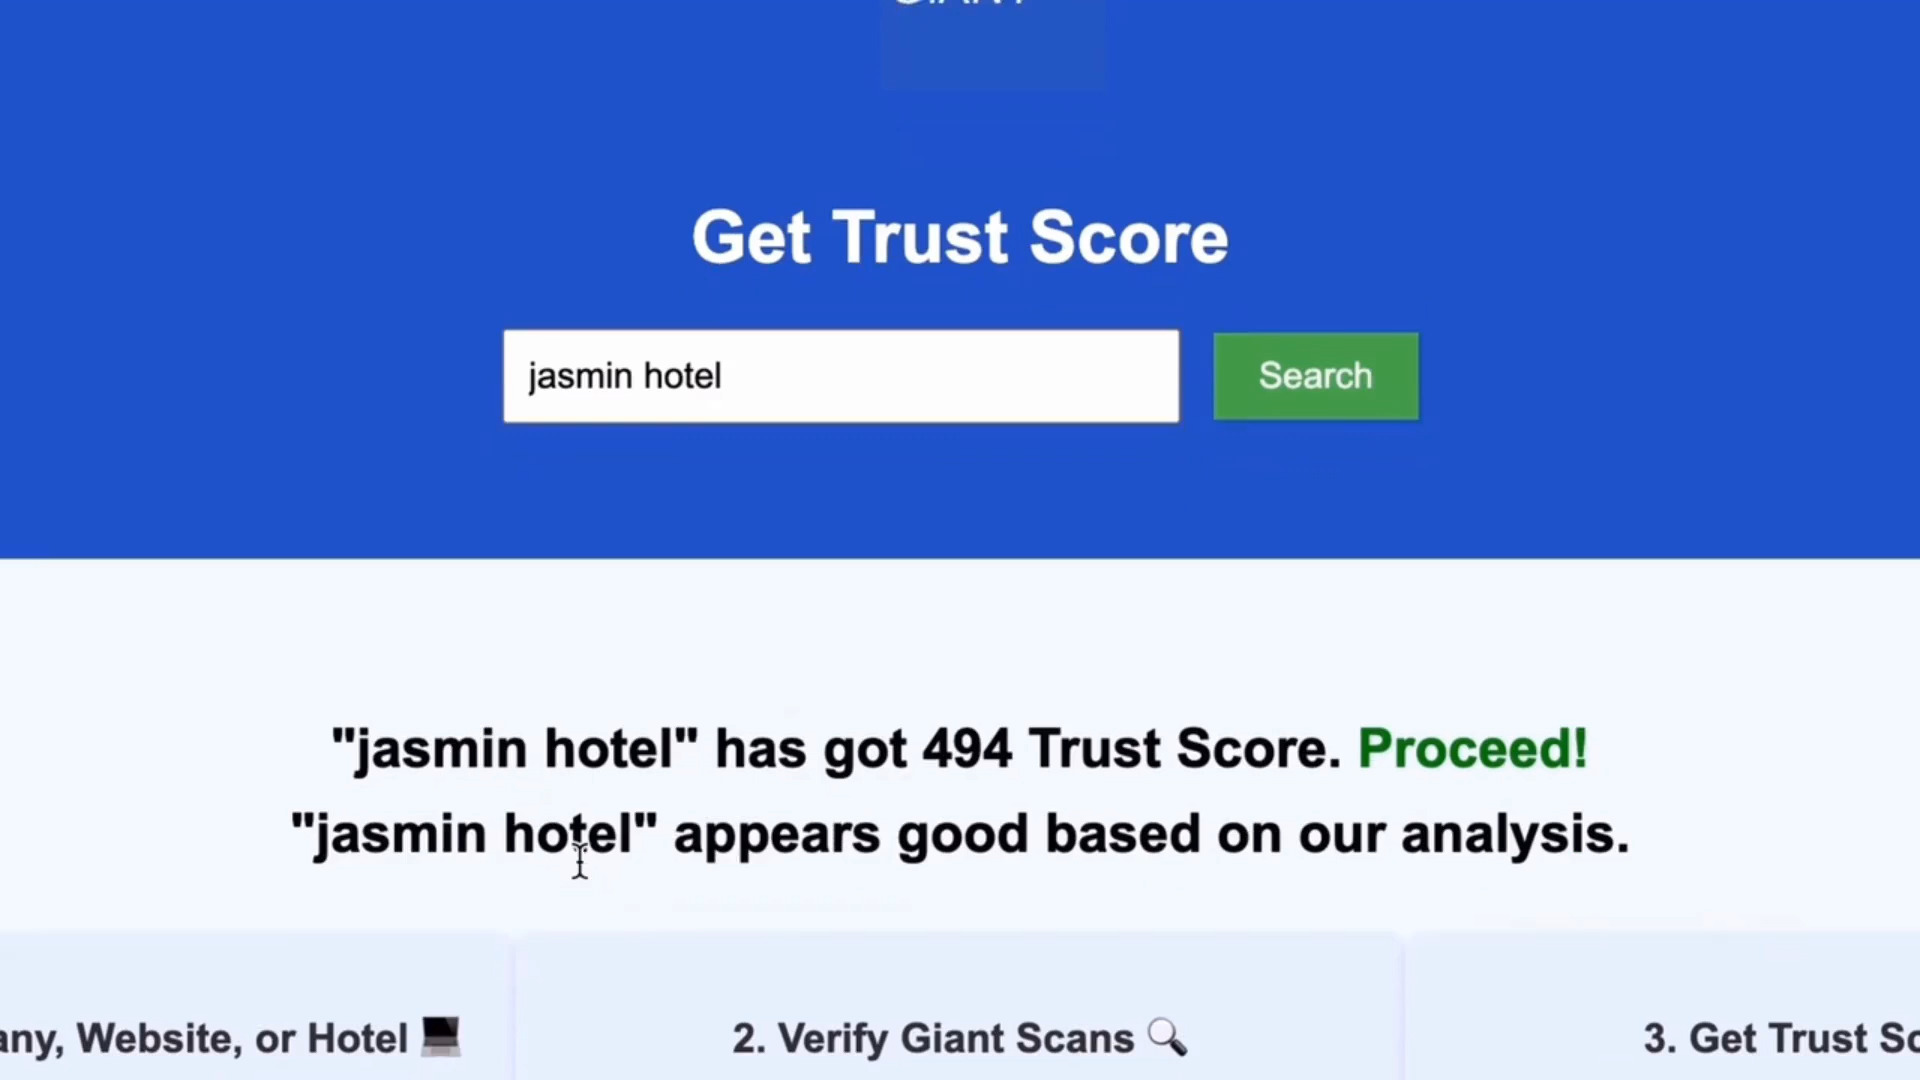 Get Trust Score
jasmin hotel
Search
"jasmin hotel" has got 494 Trust Score. Proceed!
"jasmin hotel" appears good based on our analysis.
any, Website, or Hotel 💻
2. Verify Giant Scans 🔍
3. Get Trust Sc